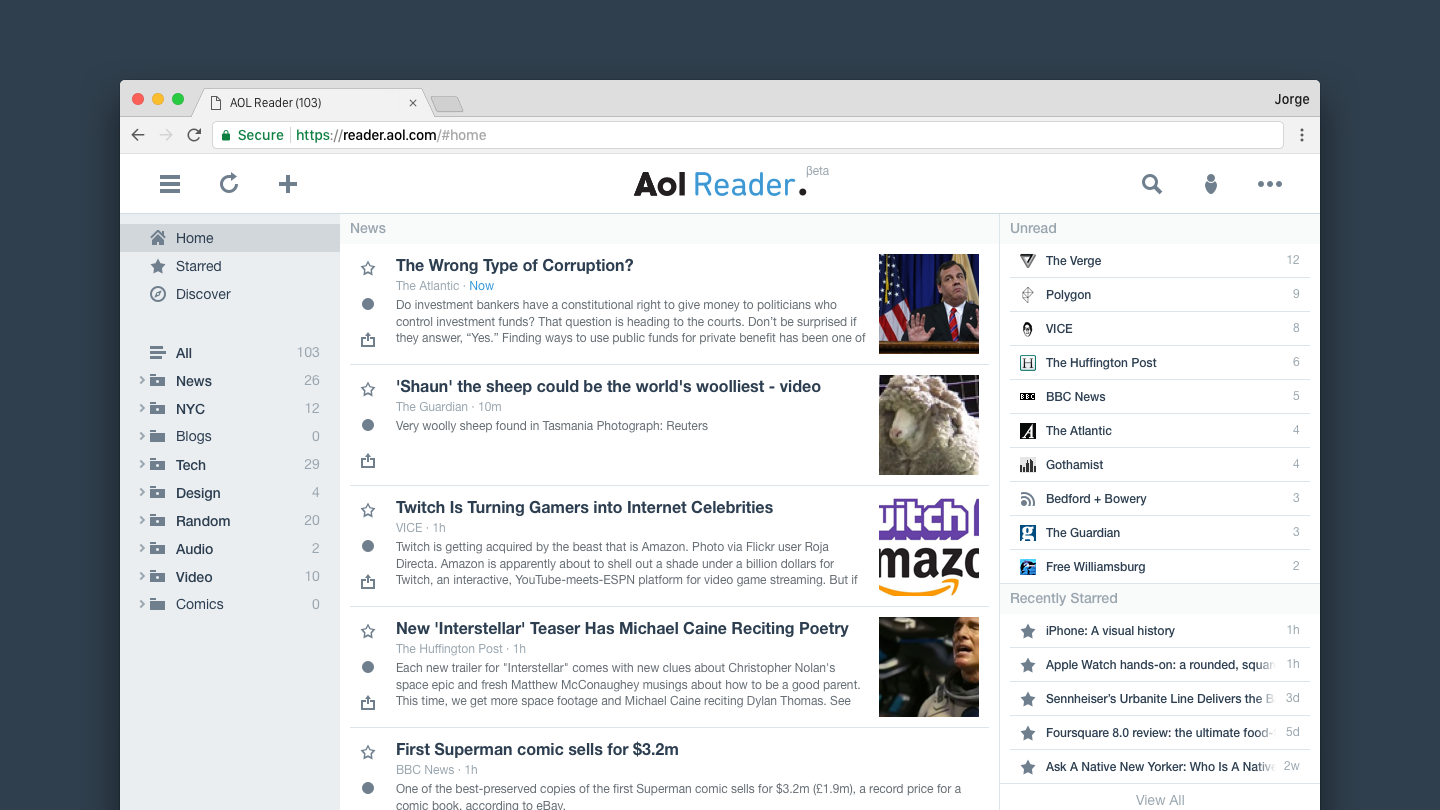 AOL Reader (103)
Jorge
Secure
https://reader.aol.com/#home
Aol Reader.
βeta
Home
Starred
Discover
All 103
News 26
NYC 12
Blogs 0
Tech 29
Design 4
Random 20
Audio 2
Video 10
Comics 0
News
The Wrong Type of Corruption?
The Atlantic · Now
Do investment bankers have a constitutional right to give money to politicians who
control investment funds? That question is heading to the courts. Don’t be surprised if
they answer, “Yes.” Finding ways to use public funds for private benefit has been one of
'Shaun' the sheep could be the world's woolliest - video
The Guardian · 10m
Very woolly sheep found in Tasmania Photograph: Reuters
Twitch Is Turning Gamers into Internet Celebrities
VICE · 1h
Twitch is getting acquired by the beast that is Amazon. Photo via Flickr user Roja
Directa. Amazon is apparently about to shell out a shade under a billion dollars for
Twitch, an interactive, YouTube-meets-ESPN platform for video game streaming. But if
witch
mazo
New 'Interstellar' Teaser Has Michael Caine Reciting Poetry
The Huffington Post · 1h
Each new trailer for "Interstellar" comes with new clues about Christopher Nolan's
space epic and fresh Matthew McConaughey musings about how to be a good parent.
This time, we get more space footage and Michael Caine reciting Dylan Thomas. See
First Superman comic sells for $3.2m
BBC News · 1h
One of the best-preserved copies of the first Superman comic sells for $3.2m (£1.9m), a record price for a
comic book, according to eBay.
Unread
The Verge 12
Polygon 9
VICE 8
H The Huffington Post 6
BBC BBC News 5
A The Atlantic 4
Gothamist 4
Bedford + Bowery 3
g The Guardian 3
Free Williamsburg 2
Recently Starred
iPhone: A visual history 1h
Apple Watch hands-on: a rounded, squar 1h
Sennheiser’s Urbanite Line Delivers the B 3d
Foursquare 8.0 review: the ultimate food- 5d
Ask A Native New Yorker: Who Is A Native 2w
View All